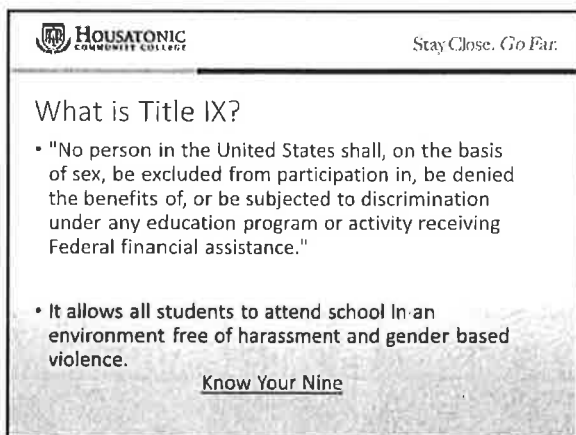 HOUSATONIC
COMMUNITY COLLEGE
Stay Close. Go Far.
What is Title IX?
• "No person in the United States shall, on the basis
of sex, be excluded from participation in, be denied
the benefits of, or be subjected to discrimination
under any education program or activity receiving
Federal financial assistance."
• It allows all students to attend school In an
environment free of harassment and gender based
violence.
Know Your Nine